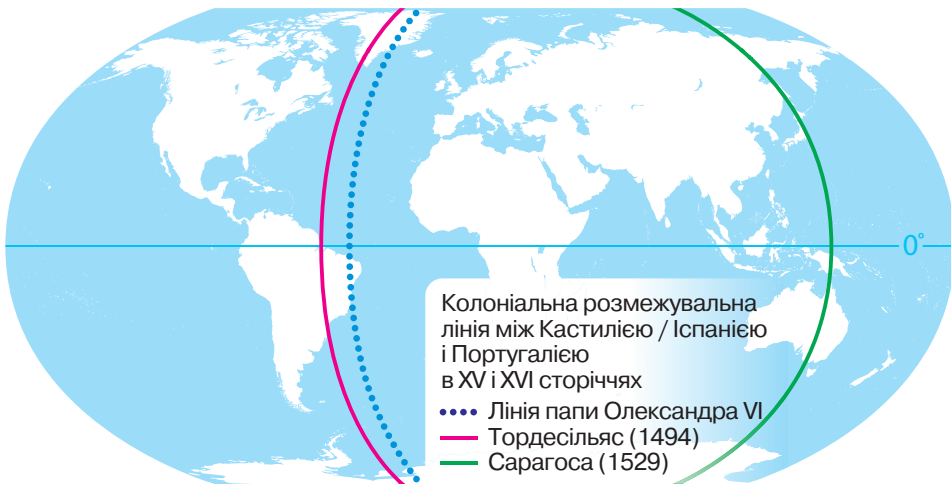 0°
Колоніальна розмежувальна
лінія між Кастилією / Іспанією
і Португалією
в XV і XVI сторіччях
Лінія папи Олександра VI
Тордесільяс (1494)
Сарагоса (1529)